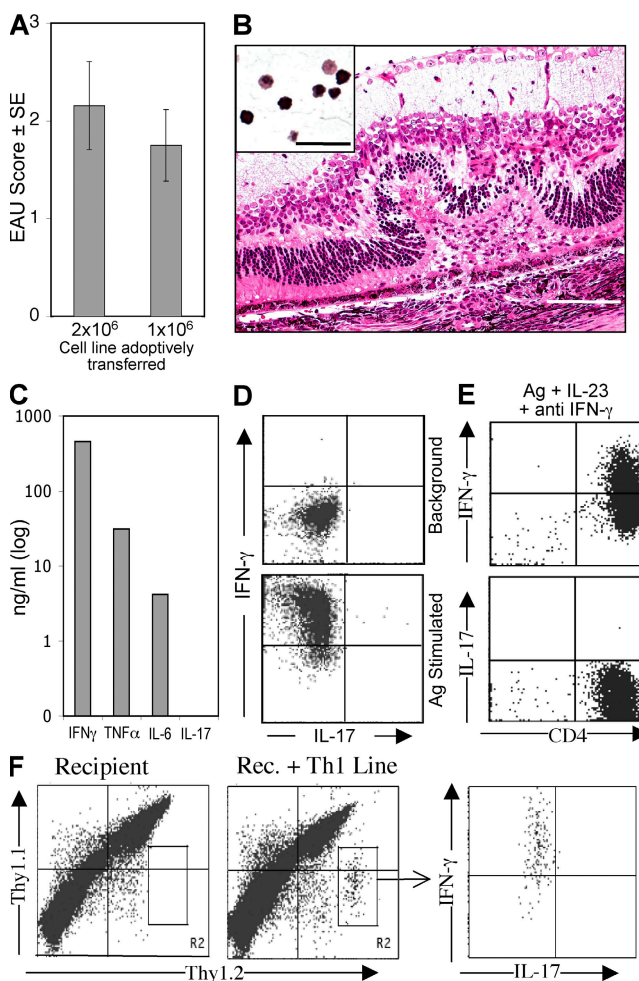 A
3
2
1
0
EAU Score ± SE
2x10⁶
1x10⁶
Cell line adoptively
transferred
B
C
1000
100
10
1
0
ng/ml (log)
IFNγ
TNFα
IL-6
IL-17
D
IFN-γ
Background
Ag Stimulated
IL-17
E
Ag + IL-23
+ anti IFN-γ
IFN-γ
IL-17
CD4
F
Recipient
Rec. + Th1 Line
Thy1.1
R2
R2
Thy1.2
IFN-γ
IL-17